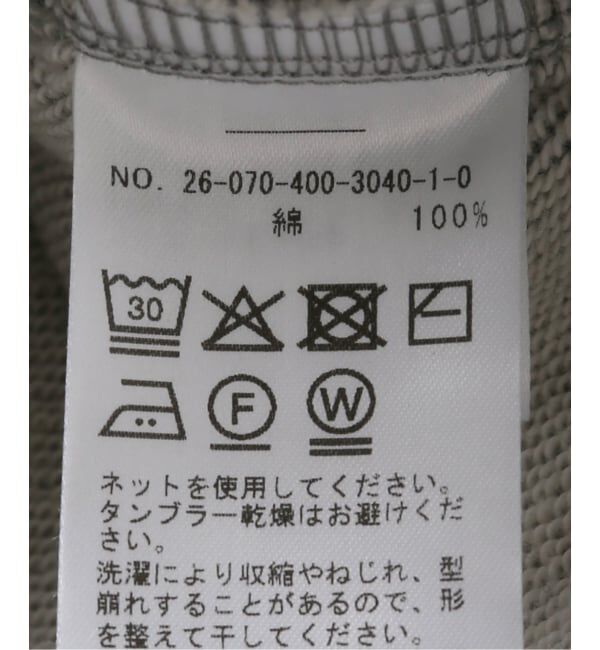 NO. 26-070-400-3040-1-0
綿 100%
30
F W
ネットを使用してください。
タンブラー乾燥はお避けくだ
さい。
洗濯により収縮やねじれ、型
崩れすることがあるので、形
を整えて干してください。